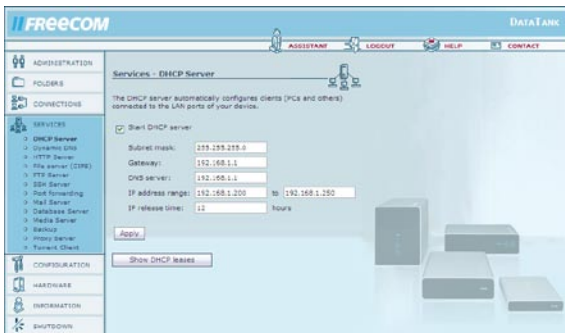 FREECOM
DATATANK
ASSISTANT
LOGOUT
HELP
CONTACT
ADMINISTRATION
FOLDERS
CONNECTIONS
SERVICES
DHCP Server
Dynamic DNS
HTTP Server
File server (CIFS)
FTP Server
SSH Server
Port forwarding
Mail Server
Database Server
Media Server
Backup
Proxy Server
Torrent Client
CONFIGURATION
HARDWARE
INFORMATION
SHUTDOWN
Services - DHCP Server
The DHCP server automatically configures clients (PCs and others)
connected to the LAN ports of your device.
Start DHCP server
Subnet mask: 255.255.255.0
Gateway: 192.168.1.1
DNS server: 192.168.1.1
IP address range: 192.168.1.200 to 192.168.1.250
IP release time: 12 hours
Apply
Show DHCP leases